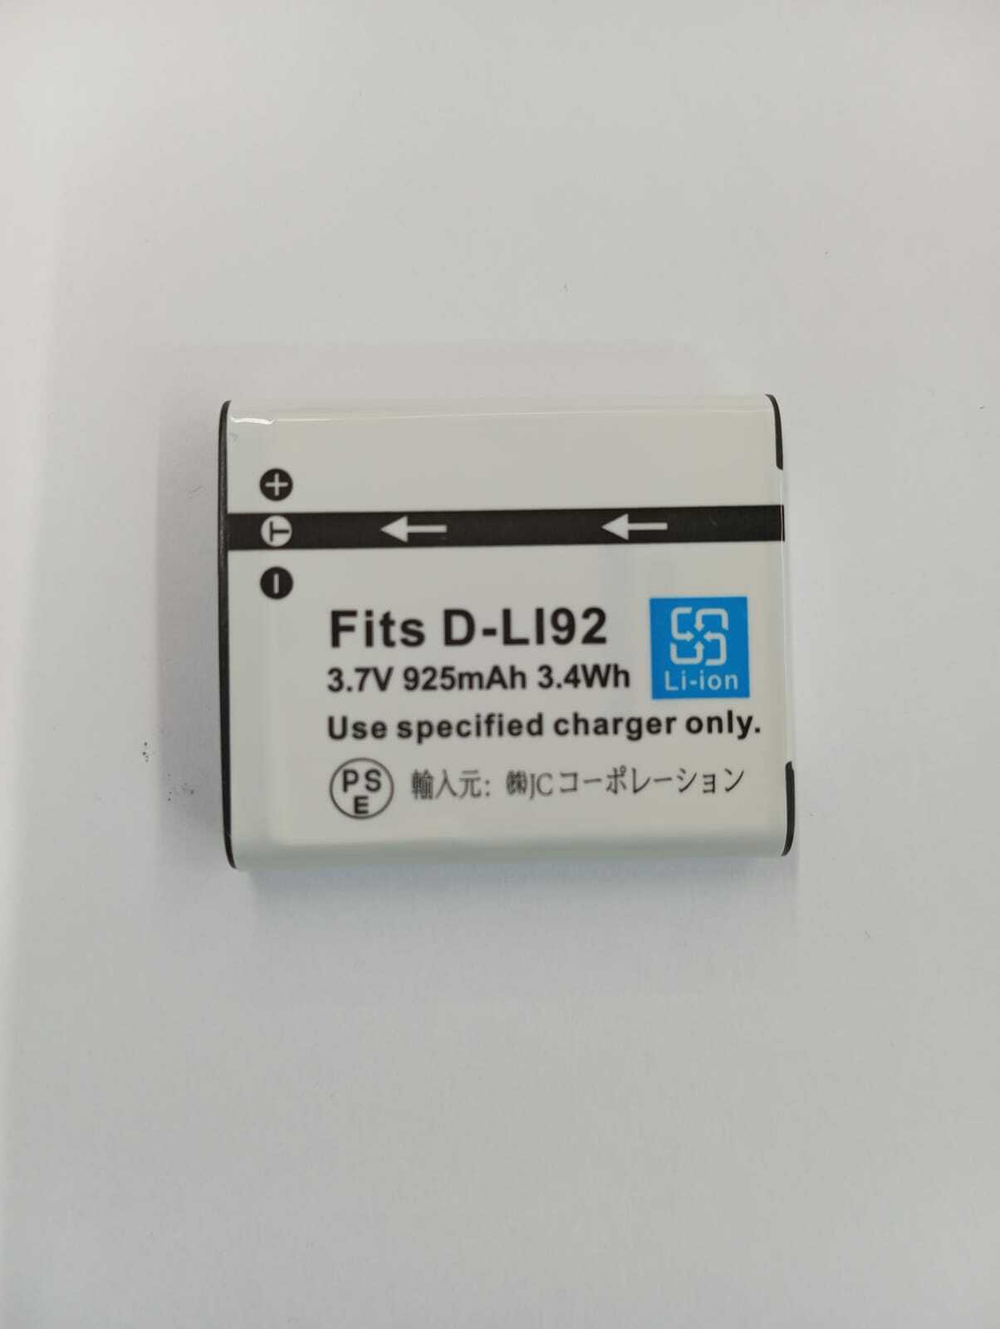 +
T
-
Fits D-LI92
3.7V 925mAh 3.4Wh
Li-ion
Use specified charger only.
PSE 輸入元: ㈱JCコーポレーション